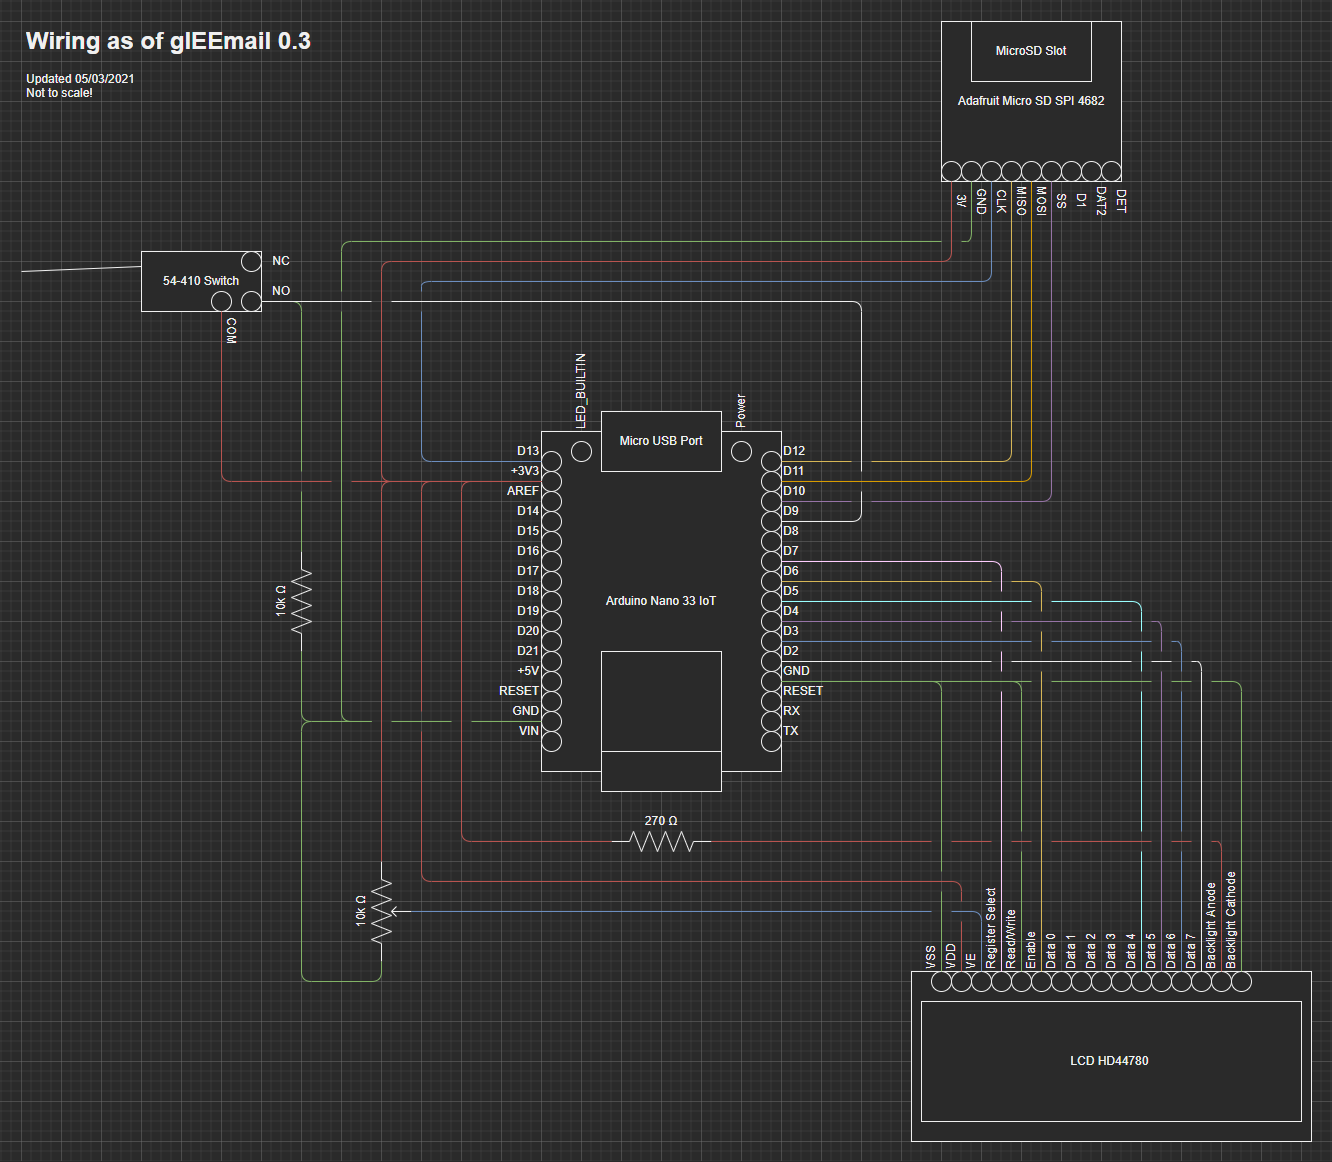 Wiring as of glEEmail 0.3
Updated 05/03/2021
Not to scale!
MicroSD Slot
Adafruit Micro SD SPI 4682
3V
GND
CLK
MISO
MOSI
SS
D1
DAT2
DET
54-410 Switch
NC
NO
COM
LED_BUILTIN
Micro USB Port
Power
D13
+3V3
AREF
D14
D15
D16
D17
D18
D19
D20
D21
+5V
RESET
GND
VIN
D12
D11
D10
D9
D8
D7
D6
D5
D4
D3
D2
GND
RESET
RX
TX
Arduino Nano 33 IoT
10k Ω
270 Ω
10k Ω
VSS
VDD
VE
Register Select
Read/Write
Enable
Data 0
Data 1
Data 2
Data 3
Data 4
Data 5
Data 6
Data 7
Backlight Anode
Backlight Cathode
LCD HD44780